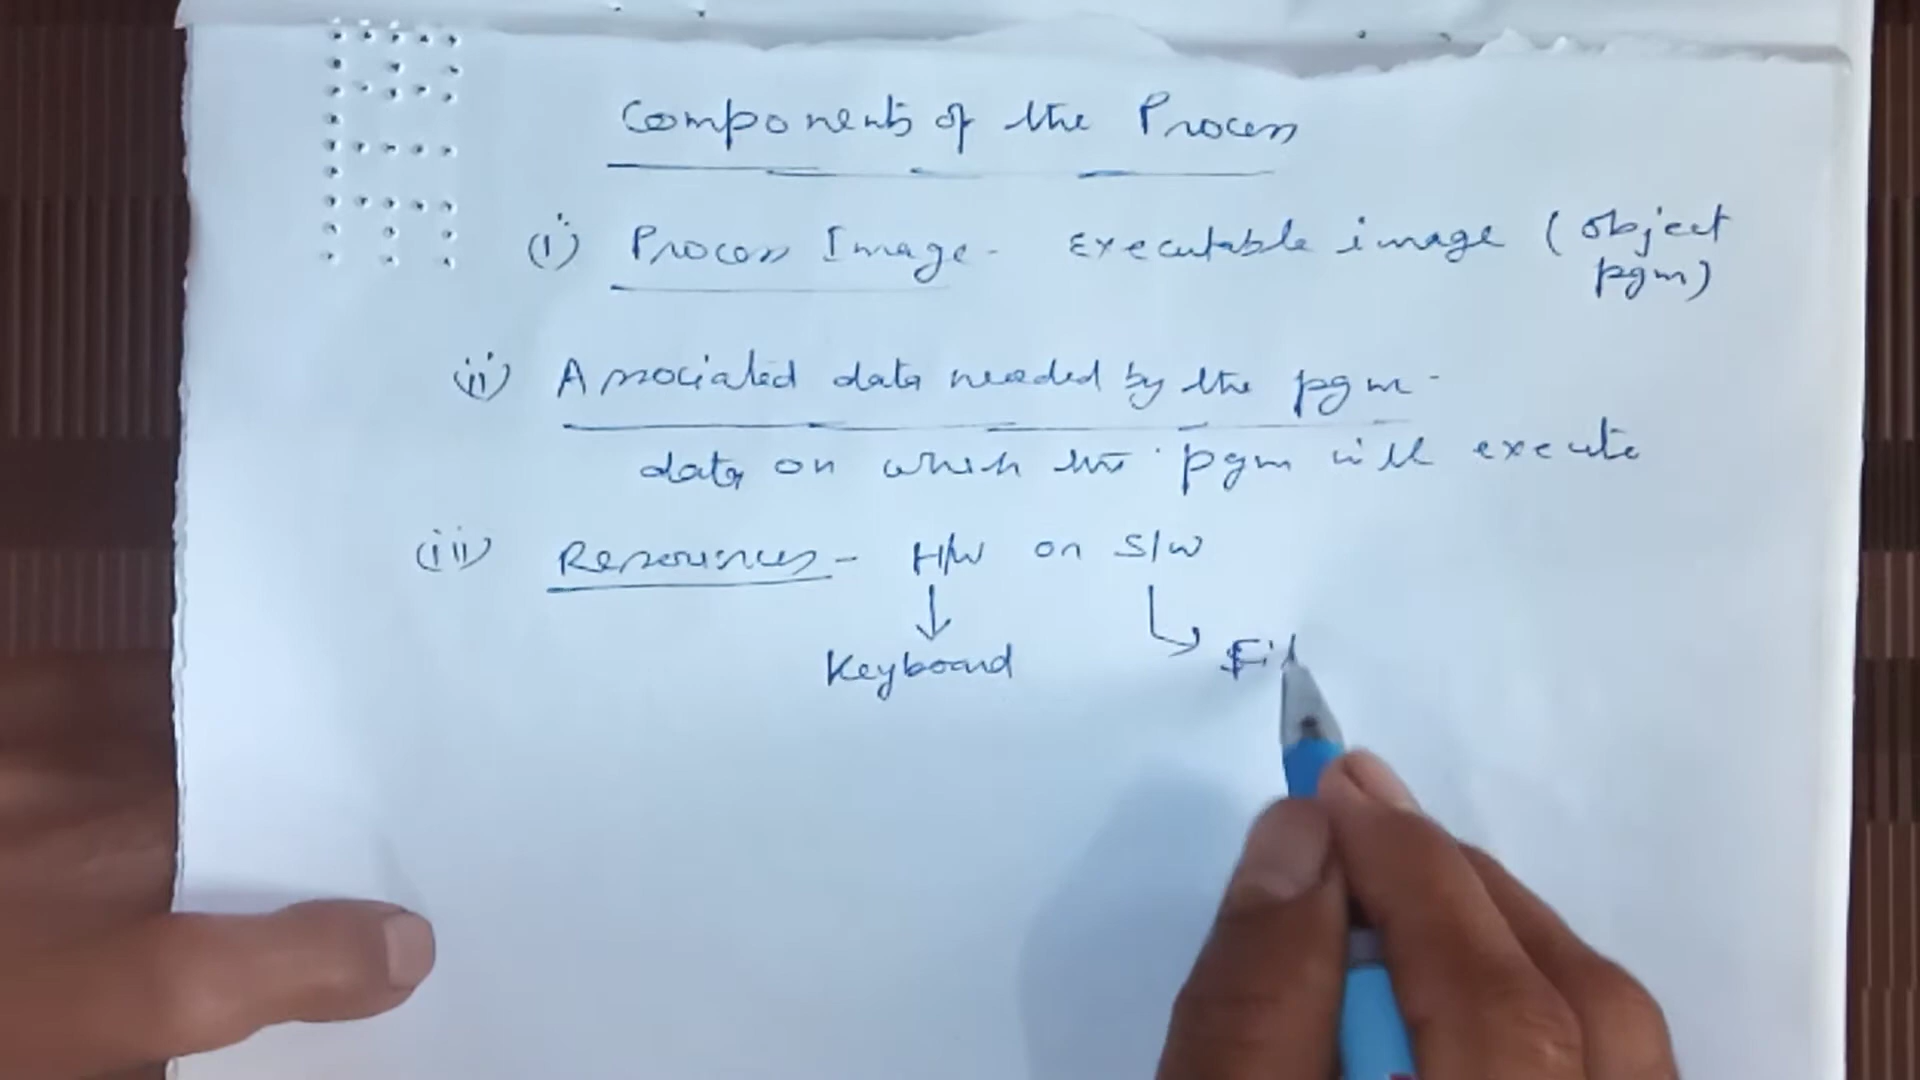 Components of the Process
(i) Process Image - Executable image (object
pgm)
ii) Associated data needed by the pgm -
data on which the pgm will execute
(iii) Resources - H/W or S/W
Keyboard